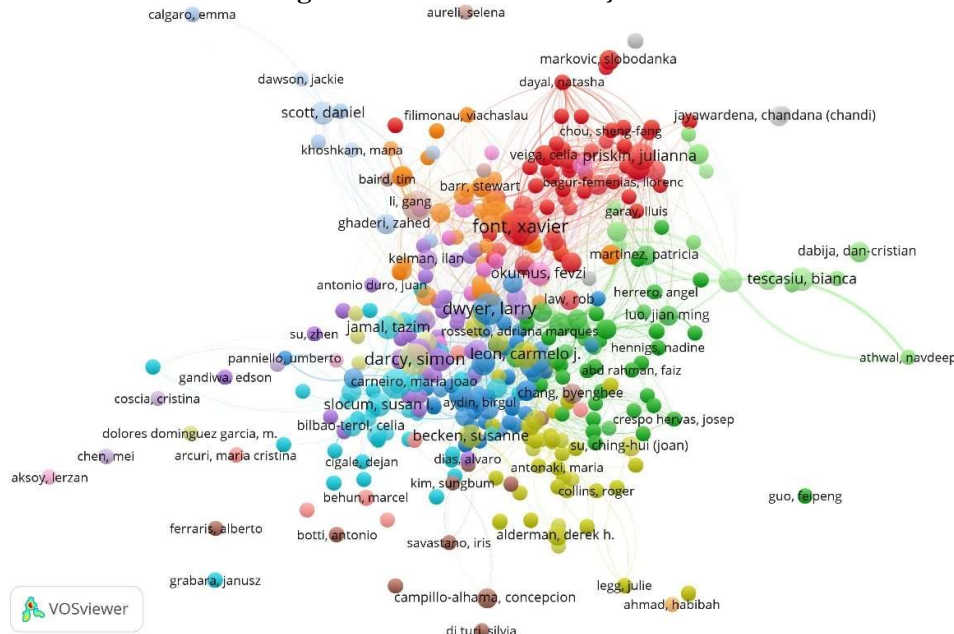 calgaro, emma
aureli, selena
markovic, slobodanka
dawson, jackie
dayal, natasha
scott, daniel
filimonau, viachaslau
jayawardena, chandana (chandi)
chou, sheng-fang
khoshkam, mana
veiga, celia
priskin, julianna
baird, tim
barr, stewart
bagur-femenias, llorenc
li, gang
garay, lluis
ghaderi, zahed
font, xavier
kelman, ilan
martinez, patricia
dabija, dan-cristian
okumus, fevzi
tescasiu, bianca
antonio duro, juan
herrero, angel
law, rob
dwyer, larry
luo, jian ming
jamal, tazim
rossetto, adriana marques
su, zhen
hennigs, nadine
panniello, umberto
darcy, simon
leon, carmelo j.
athwal, navdeep
abd rahman, faiz
gandiwa, edson
carneiro, maria joao
chang, byenghee
coscia, cristina
slocum, susan l.
aydin, birgul
crespo hervas, josep
bilbao-terol, celia
dolores dominguez garcia, m.
becken, susanne
su, ching-hui (joan)
chen, mei
arcuri, maria cristina
cigale, dejan
dias, alvaro
antonaki, maria
aksoy, lerzan
kim, sungbum
collins, roger
behun, marcel
guo, feipeng
ferraris, alberto
botti, antonio
savastano, iris
alderman, derek h.
grabara, janusz
legg, julie
campillo-alhama, concepcion
ahmad, habibah
VOSviewer
di turi, silvia